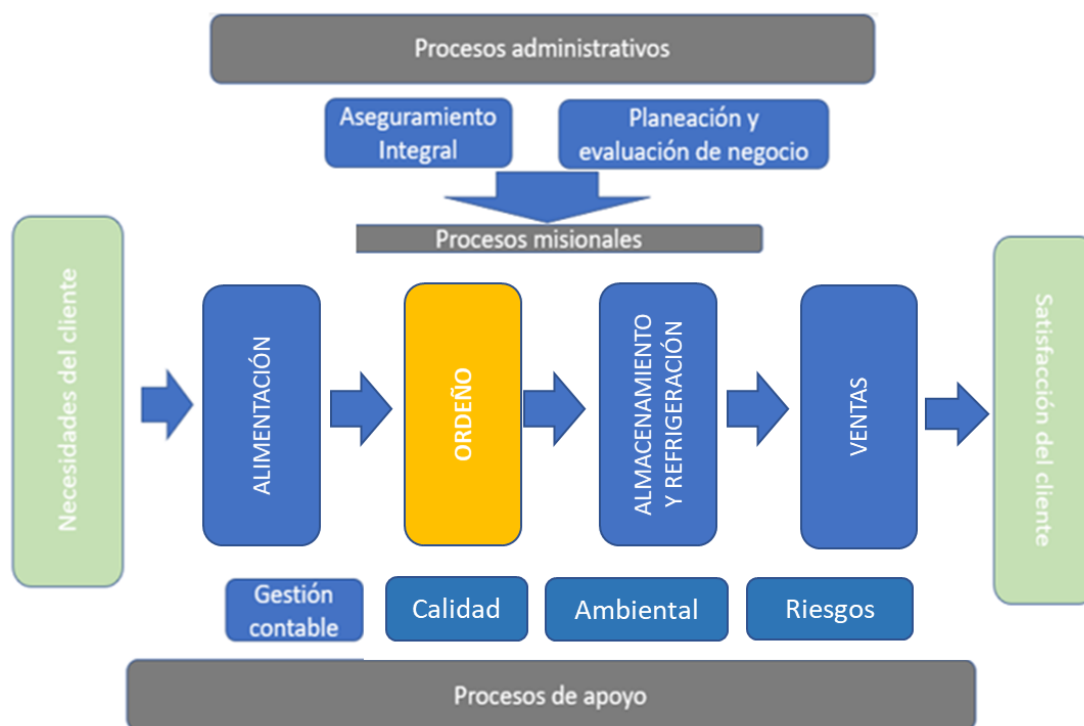 Procesos administrativos
Aseguramiento
Integral
Planeación y
evaluación de negocio
Procesos misionales
Necesidades del cliente
ALIMENTACIÓN
ORDEÑO
ALMACENAMIENTO
Y REFRIGERACIÓN
VENTAS
Satisfacción del cliente
Gestión
contable
Calidad
Ambiental
Riesgos
Procesos de apoyo